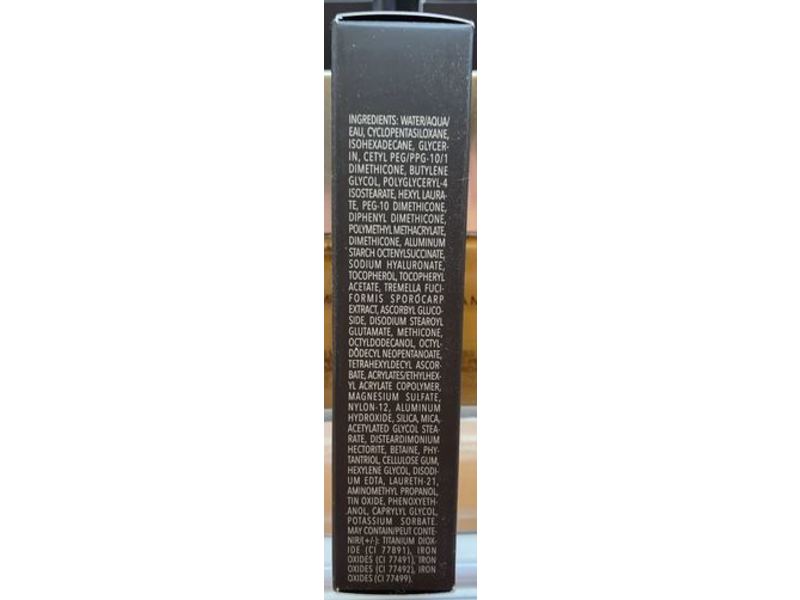 INGREDIENTS: WATER/AQUA/
EAU, CYCLOPENTASILOXANE,
ISOHEXADECANE, GLYCER-
IN, CETYL PEG/PPG-10/1
DIMETHICONE, BUTYLENE
GLYCOL, POLYGLYCERYL-4
ISOSTEARATE, HEXYL LAURA-
TE, PEG-10 DIMETHICONE,
DIPHENYL DIMETHICONE,
POLYMETHYL METHACRYLATE,
DIMETHICONE, ALUMINUM
STARCH OCTENYLSUCCINATE,
SODIUM HYALURONATE,
TOCOPHEROL, TOCOPHERYL
ACETATE, TREMELLA FUCI-
FORMIS SPOROCARP
EXTRACT, ASCORBYL GLUCO-
SIDE, DISODIUM STEAROYL
GLUTAMATE, METHICONE,
OCTYLDODECANOL, OCTYL-
DODECYL NEOPENTANOATE,
TETRAHEXYLDECYL ASCOR-
BATE, ACRYLATES/ETHYLHEX-
YL ACRYLATE COPOLYMER,
MAGNESIUM SULFATE,
NYLON-12, ALUMINUM
HYDROXIDE, SILICA, MICA,
ACETYLATED GLYCOL STEA-
RATE, DISTEARDIMONIUM
HECTORITE, BETAINE, PHY-
TANTRIOL, CELLULOSE GUM,
HEXYLENE GLYCOL, DISODI-
UM EDTA, LAURETH-21,
AMINOMETHYL PROPANOL,
TIN OXIDE, PHENOXYETH-
ANOL, CAPRYLYL GLYCOL,
POTASSIUM SORBATE.
MAY CONTAIN/PEUT CONTE-
NIR/(+/-): TITANIUM DIOX-
IDE (CI 77891), IRON
OXIDES (CI 77491), IRON
OXIDES (CI 77492), IRON
OXIDES (CI 77499).